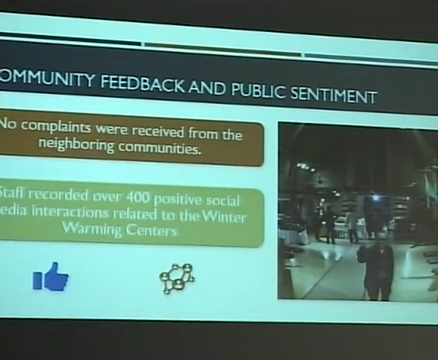 OMMUNITY FEEDBACK AND PUBLIC SENTIMENT
No complaints were received from the
neighboring communities.
Staff recorded over 400 positive social
edia interactions related to the Winter
Warming Centers